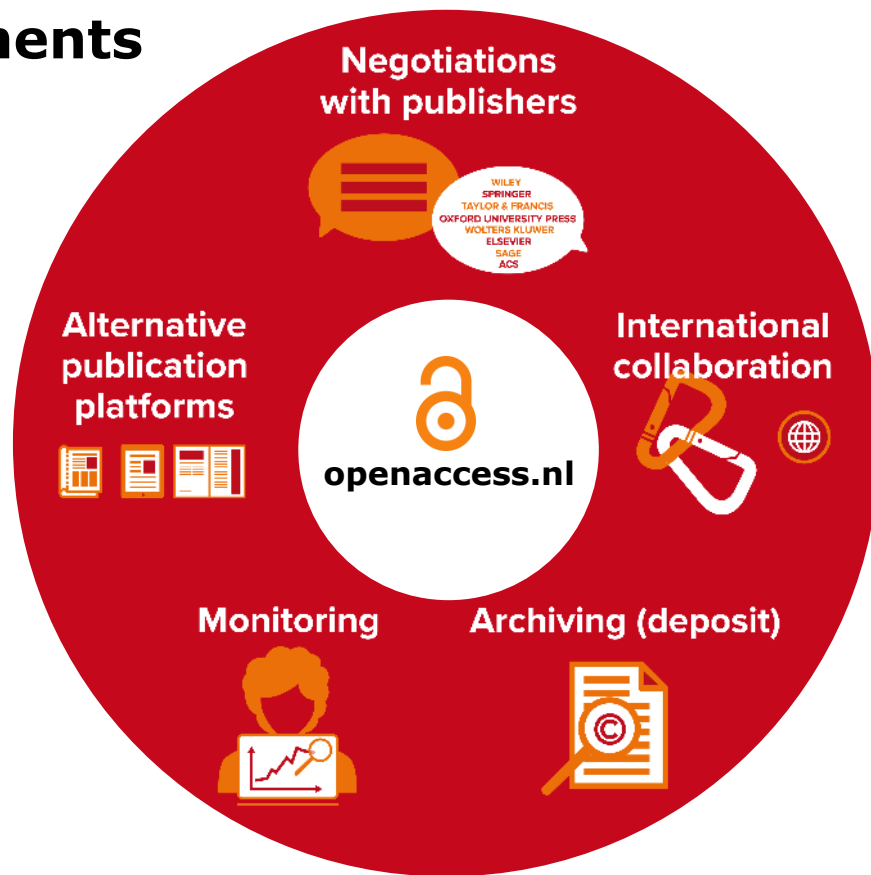 nents
Negotiations
with publishers
WILEY
SPRINGER
TAYLOR & FRANCIS
OXFORD UNIVERSITY PRESS
WOLTERS KLUWER
ELSEVIER
SAGE
ACS
Alternative
publication
platforms
International
collaboration
openaccess.nl
Monitoring
Archiving (deposit)
©